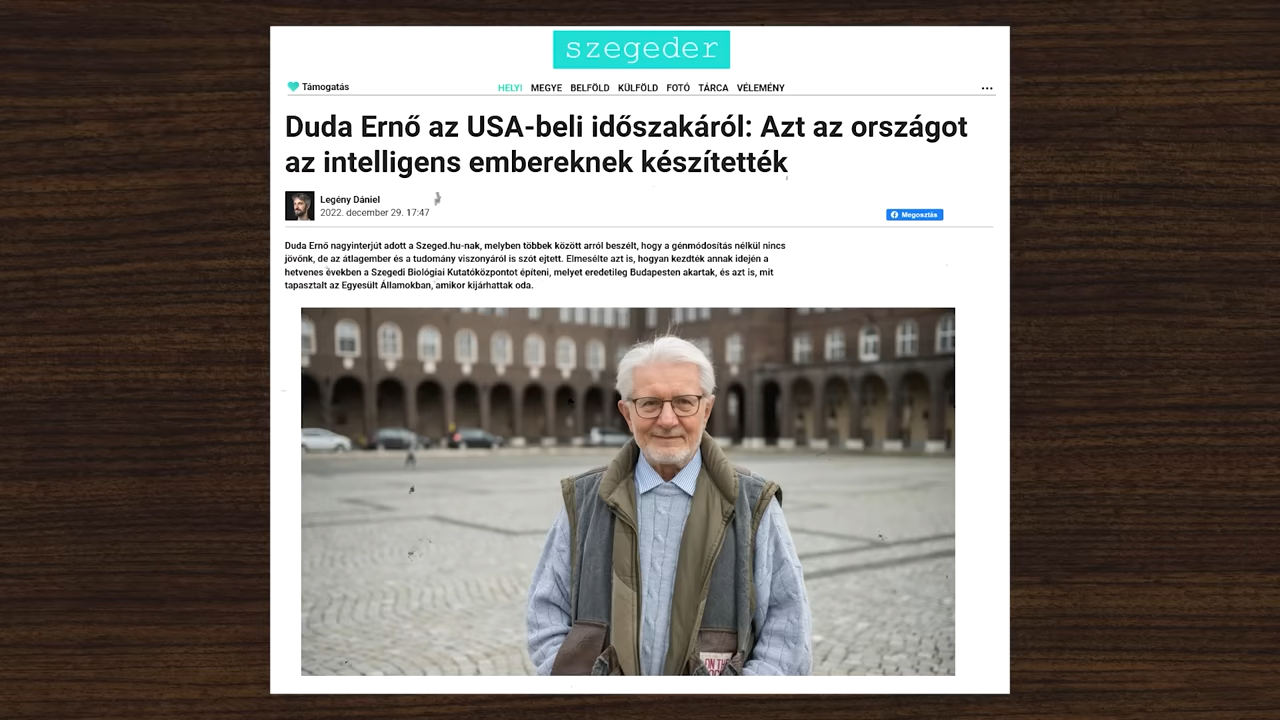 szegeder
Támogatás
HELYI MEGYE BELFÖLD KÜLFÖLD FOTÓ TÁRCA VÉLEMÉNY
Duda Ernő az USA-beli időszakáról: Azt az országot
az intelligens embereknek készítették
Legény Dániel
2022. december 29. 17:47
Megosztás
Duda Ernő nagyinterjút adott a Szeged.hu-nak, melyben többek között arról beszélt, hogy a génmódosítás nélkül nincs
jövőnk, de az átlagember és a tudomány viszonyáról is szót ejtett. Elmesélte azt is, hogyan kezdték annak idején a
hetvenes években a Szegedi Biológiai Kutatóközpontot építeni, melyet eredetileg Budapesten akartak, és azt is, mit
tapasztalt az Egyesült Államokban, amikor kijárhattak oda.
ON THE